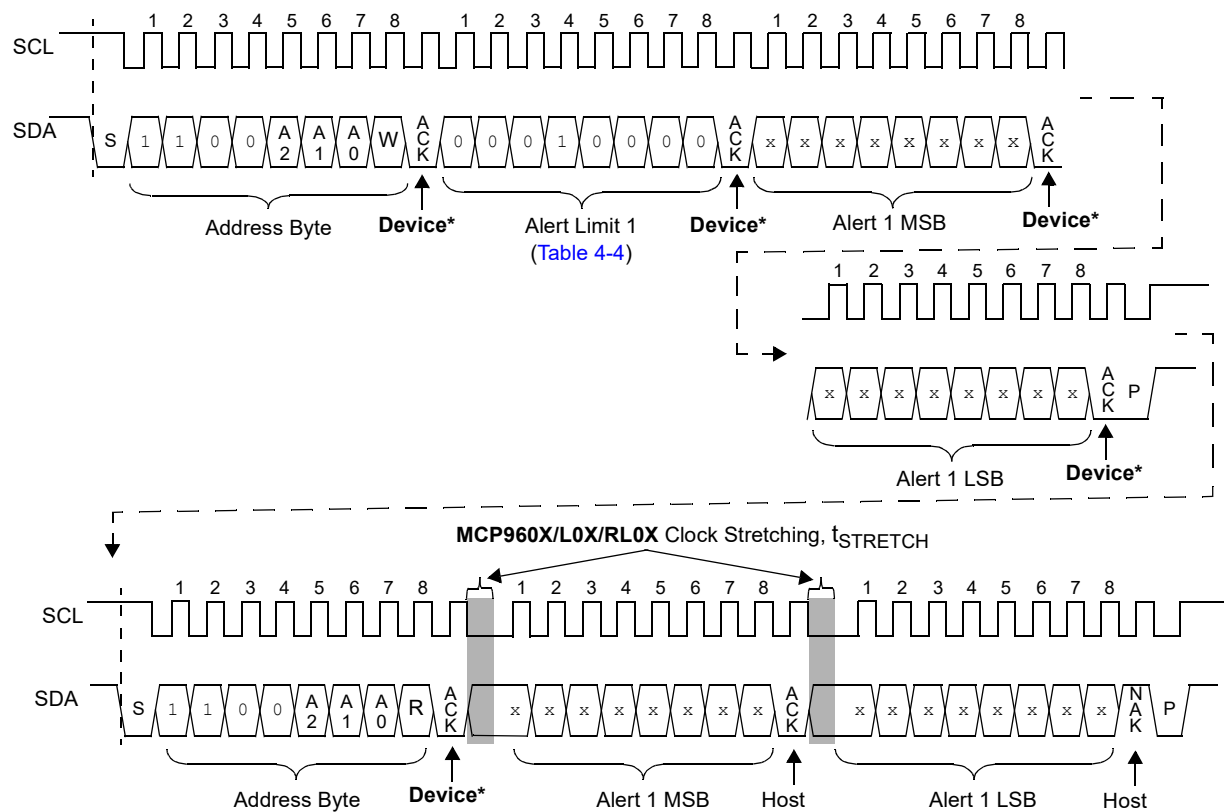 1 2 3 4 5 6 7 8 1 2 3 4 5 6 7 8 1 2 3 4 5 6 7 8
SCL
SDA
S 1 1 0 0 A2 A1 A0 W ACK 0 0 0 1 0 0 0 0 ACK x x x x x x x x ACK
Address Byte Device* Alert Limit 1 Device* Alert 1 MSB Device*
(Table 4-4)
1 2 3 4 5 6 7 8
x x x x x x x x ACK P
Alert 1 LSB Device*
MCP960X/L0X/RL0X Clock Stretching, tSTRETCH
1 2 3 4 5 6 7 8 1 2 3 4 5 6 7 8 1 2 3 4 5 6 7 8
SCL
SDA
S 1 1 0 0 A2 A1 A0 R ACK x x x x x x x x ACK x x x x x x x x NAK P
Address Byte Device* Alert 1 MSB Host Alert 1 LSB Host